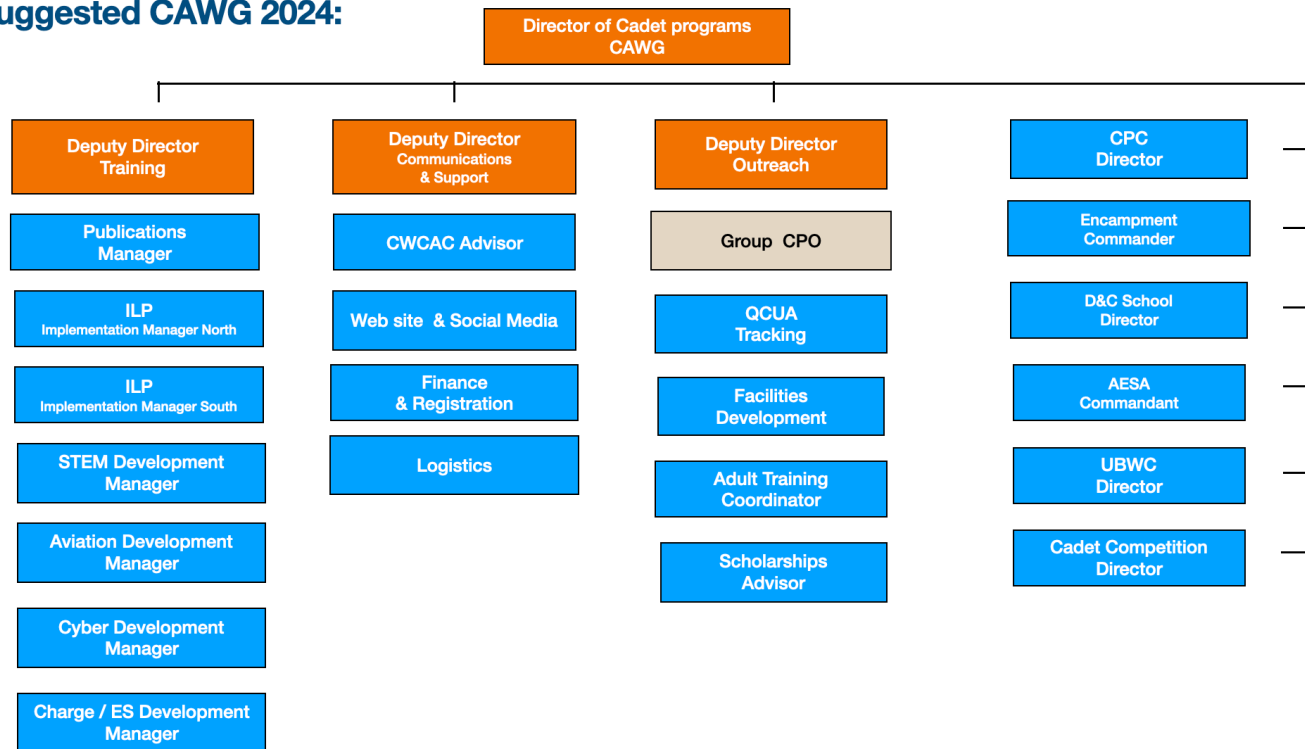 uggested CAWG 2024:
Director of Cadet programs
CAWG
Deputy Director
Training
Publications
Manager
ILP
Implementation Manager North
ILP
Implementation Manager South
STEM Development
Manager
Aviation Development
Manager
Cyber Development
Manager
Charge / ES Development
Manager
Deputy Director
Communications
& Support
CWCAC Advisor
Web site & Social Media
Finance
& Registration
Logistics
Deputy Director
Outreach
Group CPO
QCUA
Tracking
Facilities
Development
Adult Training
Coordinator
Scholarships
Advisor
CPC
Director
Encampment
Commander
D&C School
Director
AESA
Commandant
UBWC
Director
Cadet Competition
Director